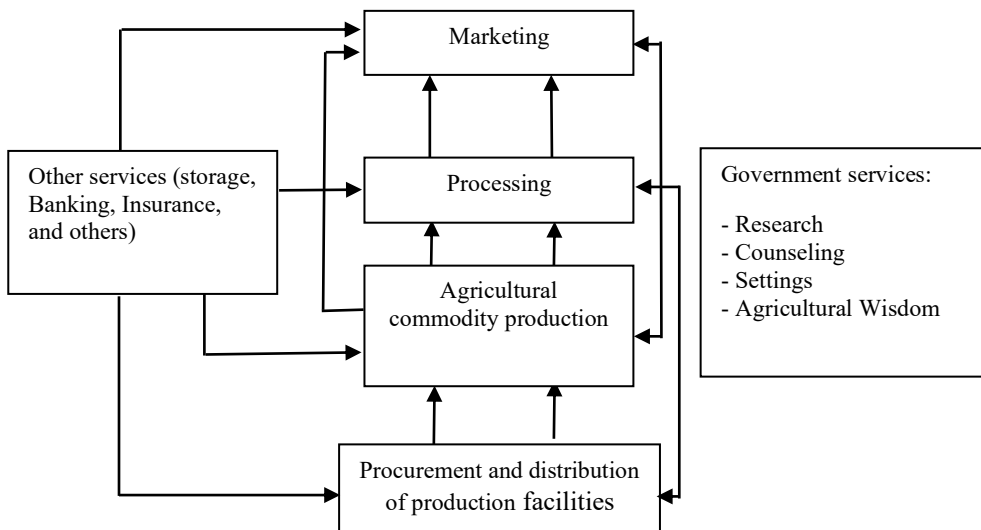 Marketing
Other services (storage,
Banking, Insurance,
and others)
Processing
Government services:
- Research
- Counseling
- Settings
- Agricultural Wisdom
Agricultural
commodity production
Procurement and distribution
of production facilities